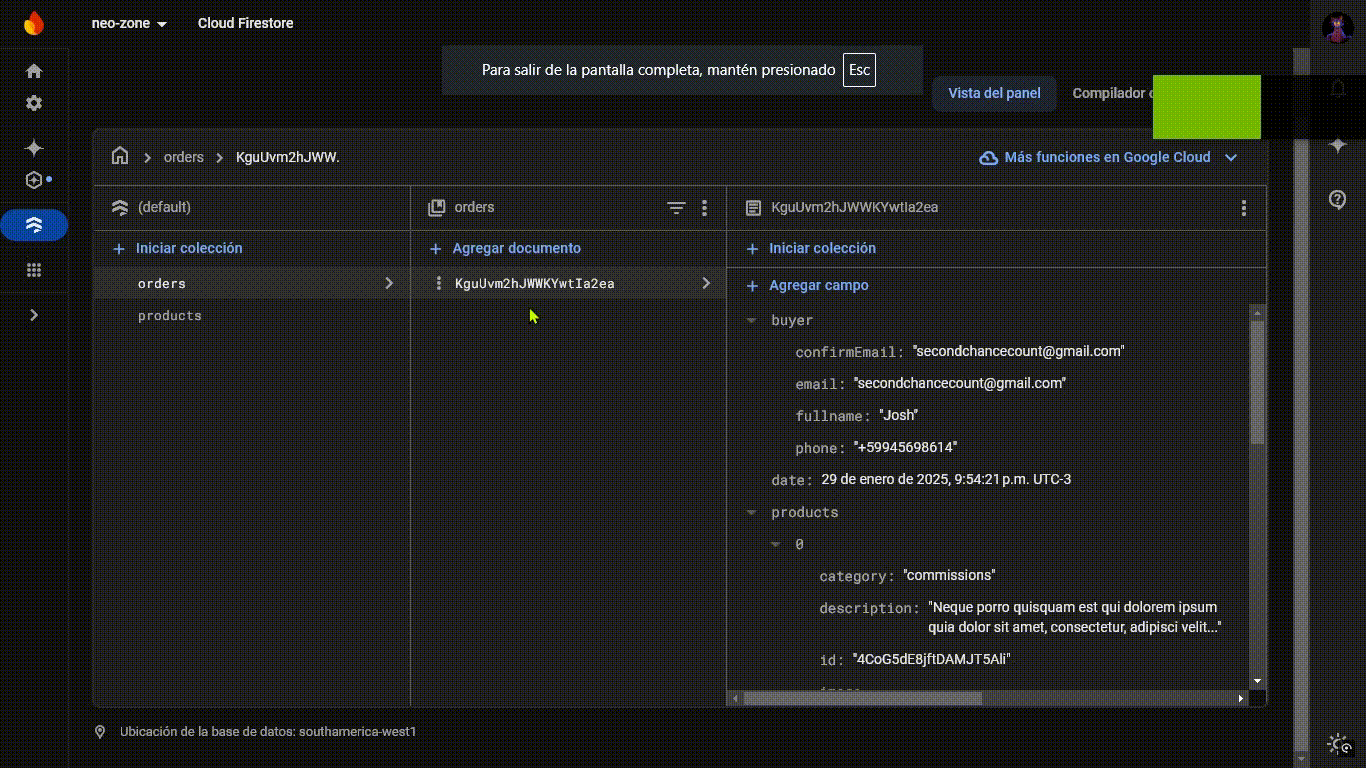 neo-zone
Cloud Firestore
Para salir de la pantalla completa, mantén presionado Esc
Vista del panel
Compilador
orders
KguUvm2hJWW.
Más funciones en Google Cloud
(default)
orders
KguUvm2hJWWKYwtIa2ea
+ Iniciar colección
+ Agregar documento
+ Iniciar colección
orders
KguUvm2hJWWKYwtIa2ea
+ Agregar campo
products
buyer
confirmEmail: "secondchancecount@gmail.com"
email: "secondchancecount@gmail.com"
fullname: "Josh"
phone: "+59945698614"
date: 29 de enero de 2025, 9:54:21 p.m. UTC-3
products
0
category: "commissions"
description: "Neque porro quisquam est qui dolorem ipsum
quia dolor sit amet, consectetur, adipisci velit..."
id: "4CoG5dE8jftDAMJT5Ali"
Ubicación de la base de datos: southamerica-west1